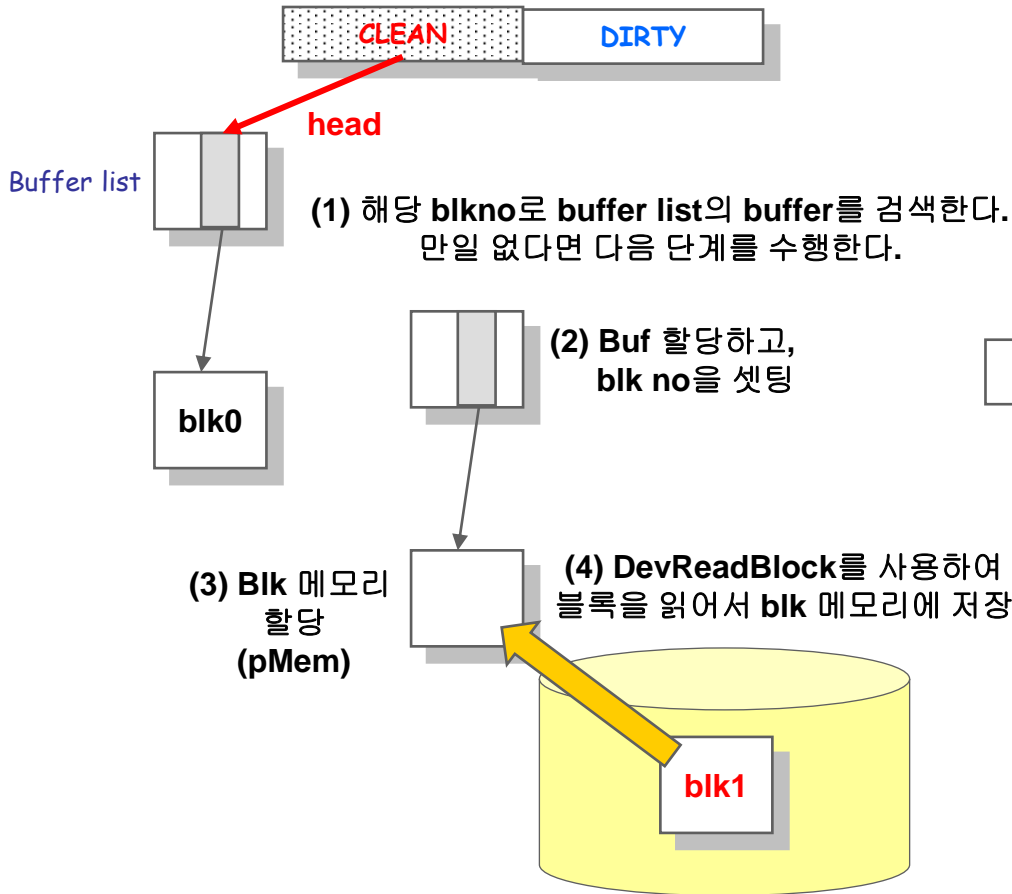 CLEAN
DIRTY
head
Buffer list
(1) 해당 blkno로 buffer list의 buffer를 검색한다.
만일 없다면 다음 단계를 수행한다.
(2) Buf 할당하고,
blk no을 셋팅
blk0
(3) Blk 메모리
할당
(pMem)
(4) DevReadBlock를 사용하여
블록을 읽어서 blk 메모리에 저장
blk1